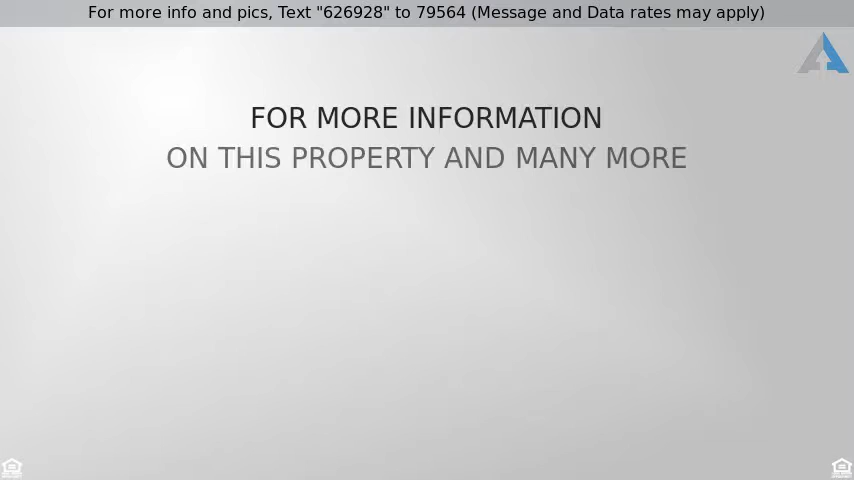 For more info and pics, Text "626928" to 79564 (Message and Data rates may apply)
FOR MORE INFORMATION
ON THIS PROPERTY AND MANY MORE